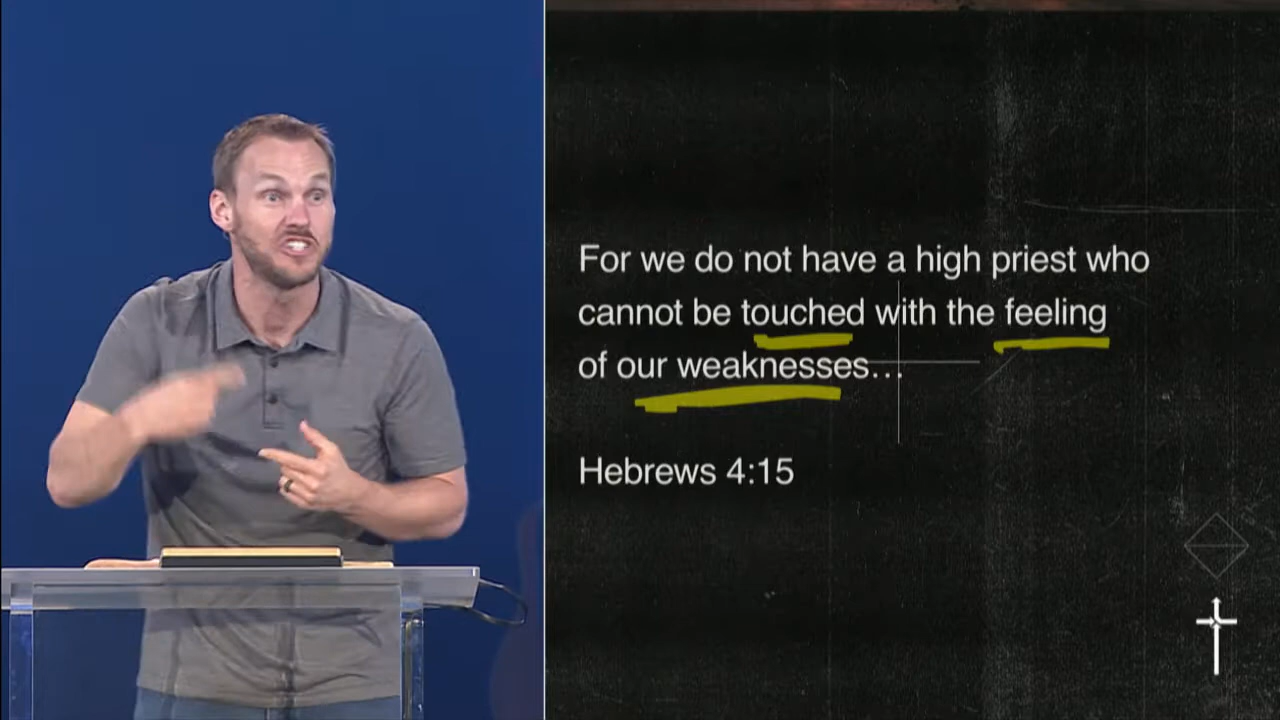 For we do not have a high priest who
cannot be touched with the feeling
of our weaknesses...
Hebrews 4:15